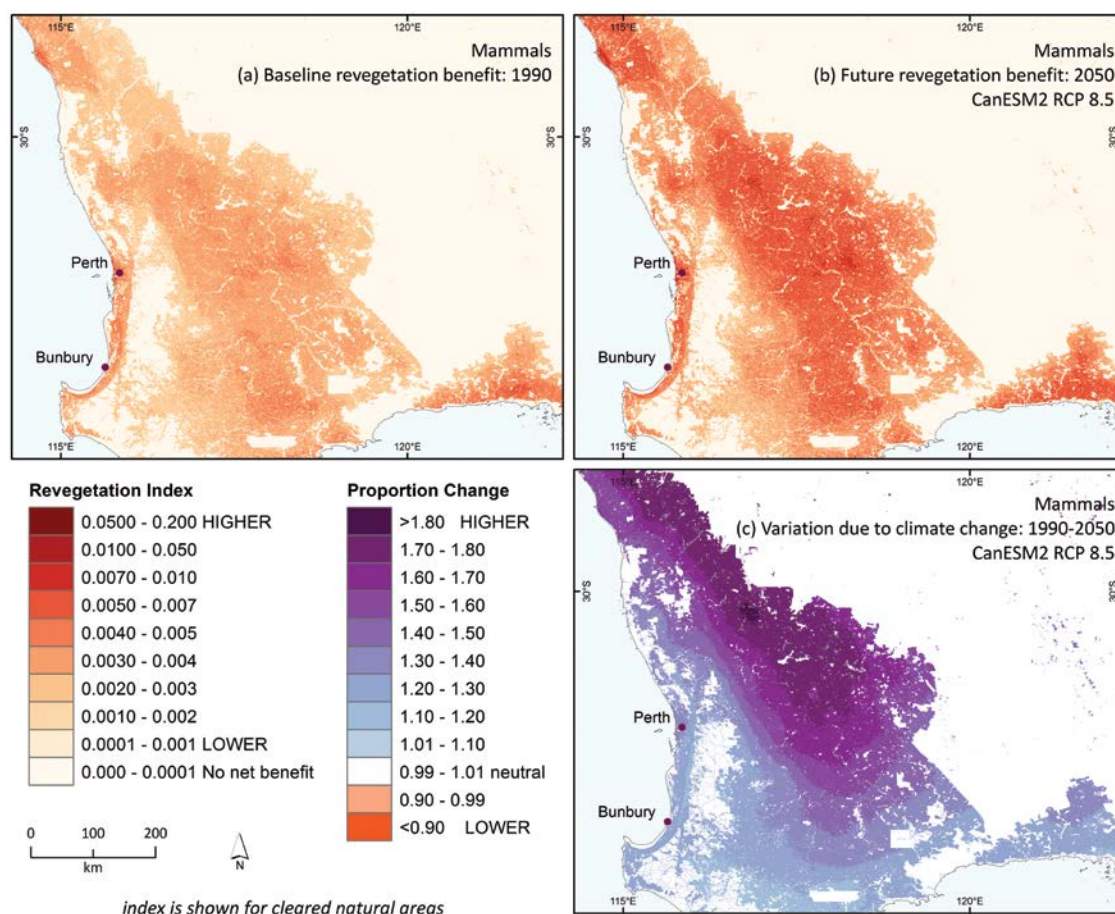 115°E
120°E
Mammals
(a) Baseline revegetation benefit: 1990
30°S
Perth
Bunbury
115°E
120°E
115°E
120°E
Mammals
(b) Future revegetation benefit: 2050
CanESM2 RCP 8.5
30°S
30°S
Perth
Bunbury
115°E
120°E
Revegetation Index
0.0500 - 0.200 HIGHER
0.0100 - 0.050
0.0070 - 0.010
0.0050 - 0.007
0.0040 - 0.005
0.0030 - 0.004
0.0020 - 0.003
0.0010 - 0.002
0.0001 - 0.001 LOWER
0.000 - 0.0001 No net benefit
0 100 200
km
N
Proportion Change
>1.80 HIGHER
1.70 - 1.80
1.60 - 1.70
1.50 - 1.60
1.40 - 1.50
1.30 - 1.40
1.20 - 1.30
1.10 - 1.20
1.01 - 1.10
0.99 - 1.01 neutral
0.90 - 0.99
<0.90 LOWER
index is shown for cleared natural areas
115°E
120°E
Mammals
(c) Variation due to climate change: 1990-2050
CanESM2 RCP 8.5
30°S
30°S
Perth
Bunbury
115°E
120°E